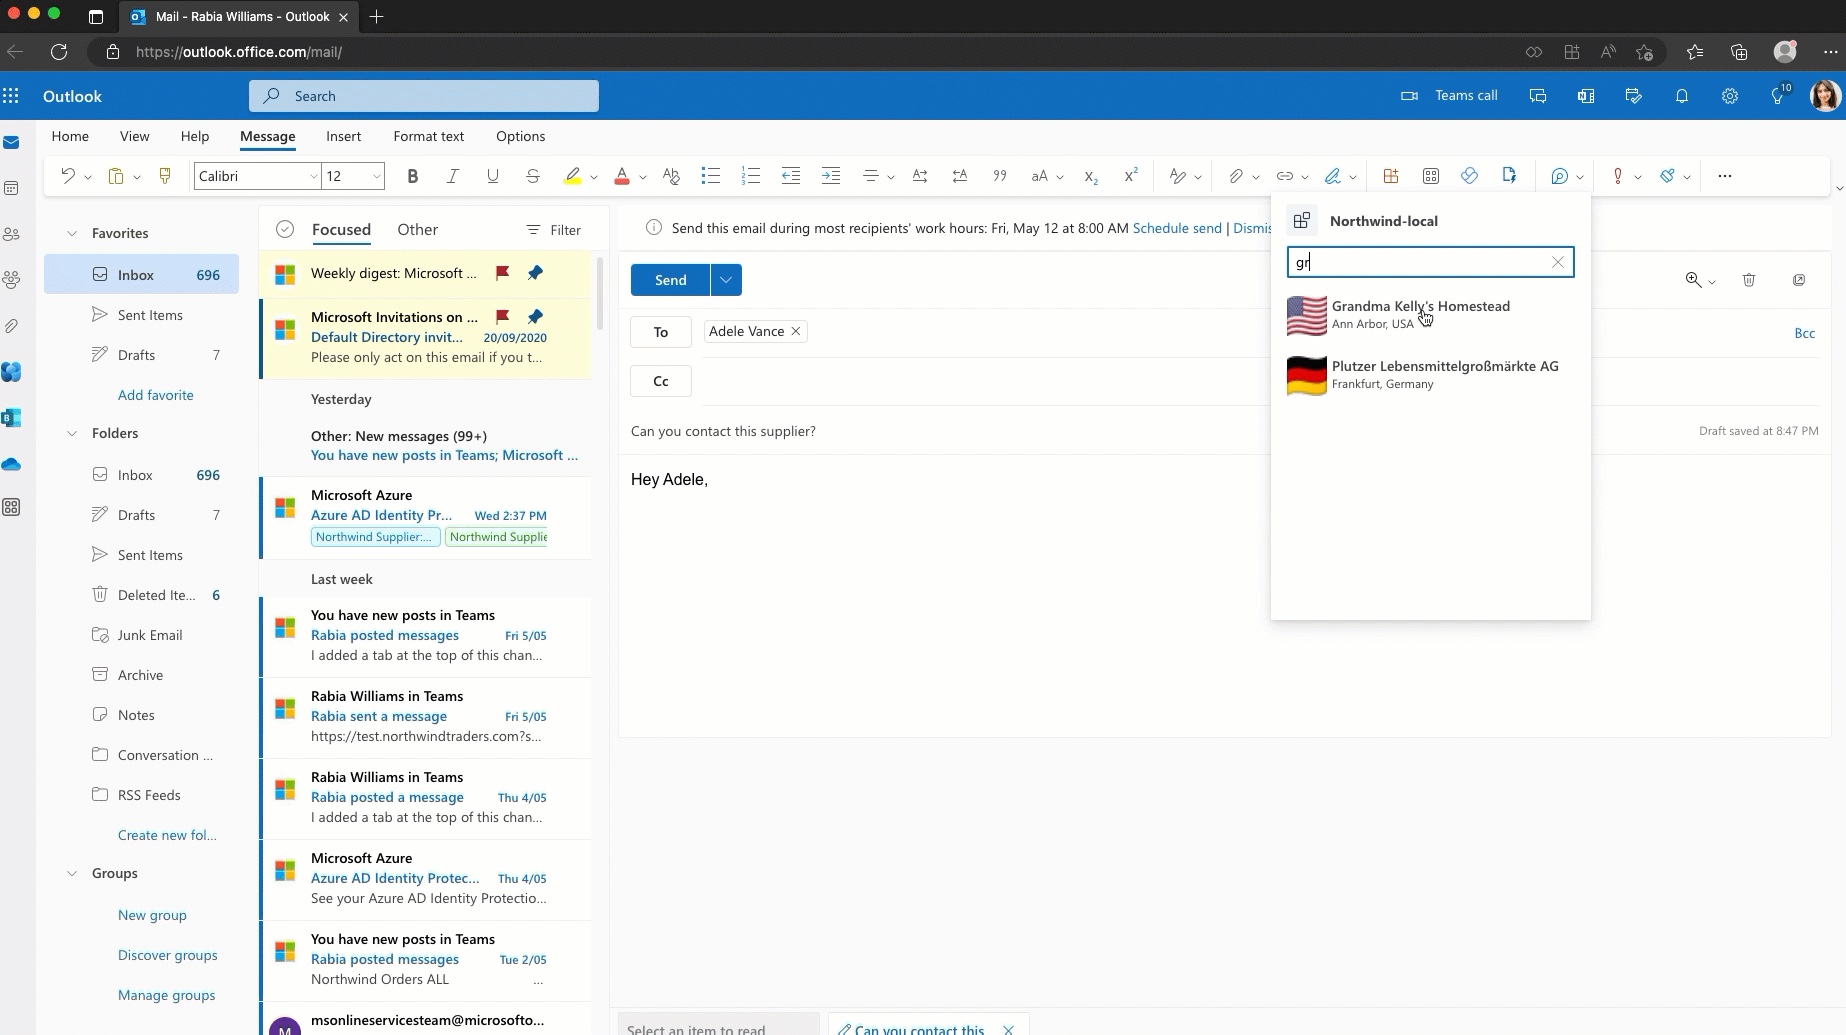 Mail - Rabia Williams - Outlook
https://outlook.office.com/mail/
Outlook
Search
Teams call
10
Home View Help Message Insert Format text Options
Calibri 12
Favorites
Inbox 696
Sent Items
Drafts 7
Add favorite
Folders
Inbox 696
Drafts 7
Sent Items
Deleted Ite... 6
Junk Email
Archive
Notes
Conversation ...
RSS Feeds
Create new fol...
Groups
New group
Discover groups
Manage groups
Focused Other Filter
Weekly digest: Microsoft ...
Microsoft Invitations on ...
Default Directory invit... 20/09/2020
Please only act on this email if you t...
Yesterday
Other: New messages (99+)
You have new posts in Teams; Microsoft ...
Microsoft Azure
Azure AD Identity Pr... Wed 2:37 PM
Northwind Supplier:... Northwind Supplie
Last week
You have new posts in Teams
Rabia posted messages Fri 5/05
I added a tab at the top of this chan...
Rabia Williams in Teams
Rabia sent a message Fri 5/05
https://test.northwindtraders.com?s...
Rabia Williams in Teams
Rabia posted a message Thu 4/05
I added a tab at the top of this chan...
Microsoft Azure
Azure AD Identity Protec... Thu 4/05
See your Azure AD Identity Protectio...
You have new posts in Teams
Rabia posted messages Tue 2/05
Northwind Orders ALL ...
M msonlineservicesteam@microsofto...
Send this email during most recipients' work hours: Fri, May 12 at 8:00 AM Schedule send | Dismis
Send
To Adele Vance
Bcc
Cc
Can you contact this supplier?
Draft saved at 8:47 PM
Hey Adele,
Northwind-local
gr
Grandma Kelly's Homestead
Ann Arbor, USA
Plutzer Lebensmittelgroßmärkte AG
Frankfurt, Germany
Select an item to read
Can you contact this